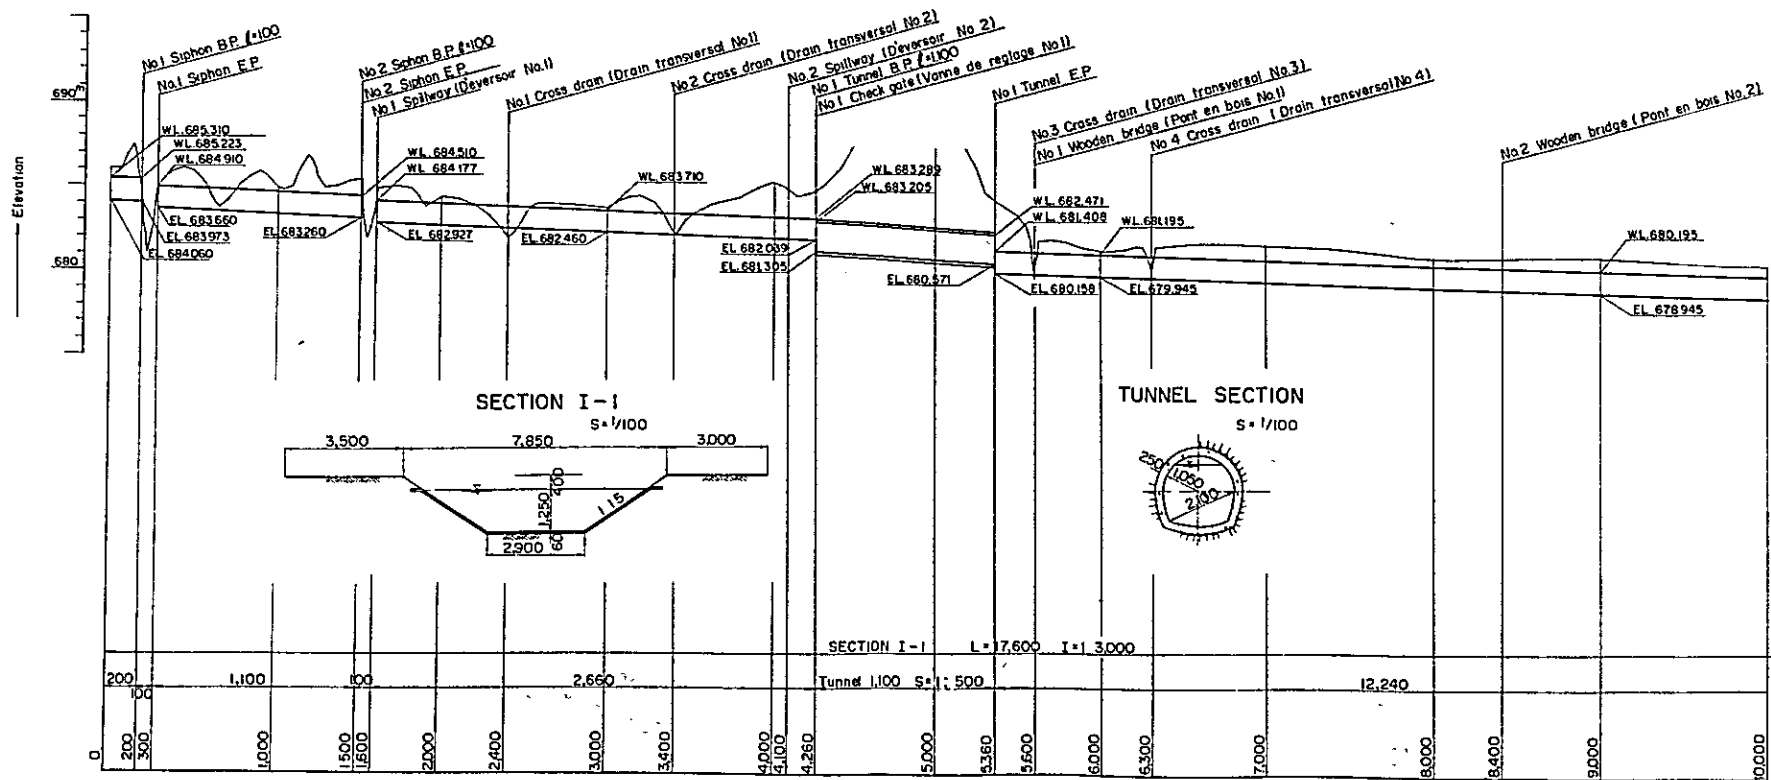 Elevation
690
680
No.1 Siphon B.P. ℓ=100
No.1 Siphon E.P.
No.2 Siphon B.P. ℓ=100
No.2 Siphon E.P.
No.1 Spillway (Déversoir No.1)
No.1 Cross drain (Drain transversal No.1)
No.2 Cross drain (Drain transversal No.2)
No.2 Spillway (Déversoir No.2)
No.1 Tunnel B.P. ℓ=1,100
No.1 Check gate (Vanne de reglage No.1)
No.1 Tunnel E.P.
No.3 Cross drain (Drain transversal No.3)
No.1 Wooden bridge (Pont en bois No.1)
No.4 Cross drain (Drain transversal No.4)
No.2 Wooden bridge (Pont en bois No.2)
WL.685.310
WL.685.223
WL.684.910
EL.683.660
EL.683.973
EL.684.060
WL.684.510
WL.684.177
EL.683.260
EL.682.927
WL.683.710
EL.682.460
WL.683.289
WL.683.205
EL.682.039
EL.681.305
EL.680.571
WL.682.471
WL.681.408
EL.680.158
WL.681.195
EL.679.945
WL.680.195
EL.678.945
SECTION I-1
S=1/100
3,500
7,850
3,000
400
1,250
1:1.5
60
2,900
TUNNEL SECTION
S=1/100
250
1,050
2,100
SECTION I-1 L=17,600 I=1:3,000
200
100
1,100
100
2,660
Tunnel 1,100 S=1:500
12,240
0
200
300
1,000
1,500
1,600
2,000
2,400
3,000
3,400
4,000
4,100
4,260
5,000
5,360
5,600
6,000
6,300
7,000
8,000
8,400
9,000
10,000